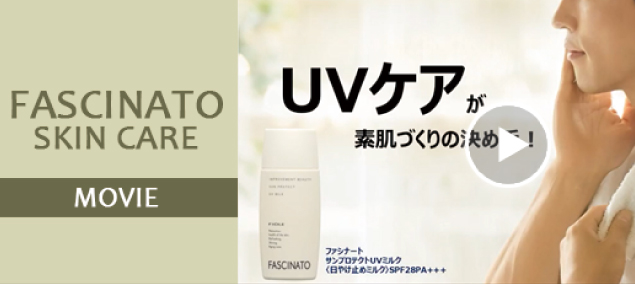 FASCINATO
SKIN CARE
MOVIE
UVケアが
素肌づくりの決め ！
FASCINATO
ファシナート
サンプロテクトUVミルク
〈日やけ止めミルク〉SPF28PA+++